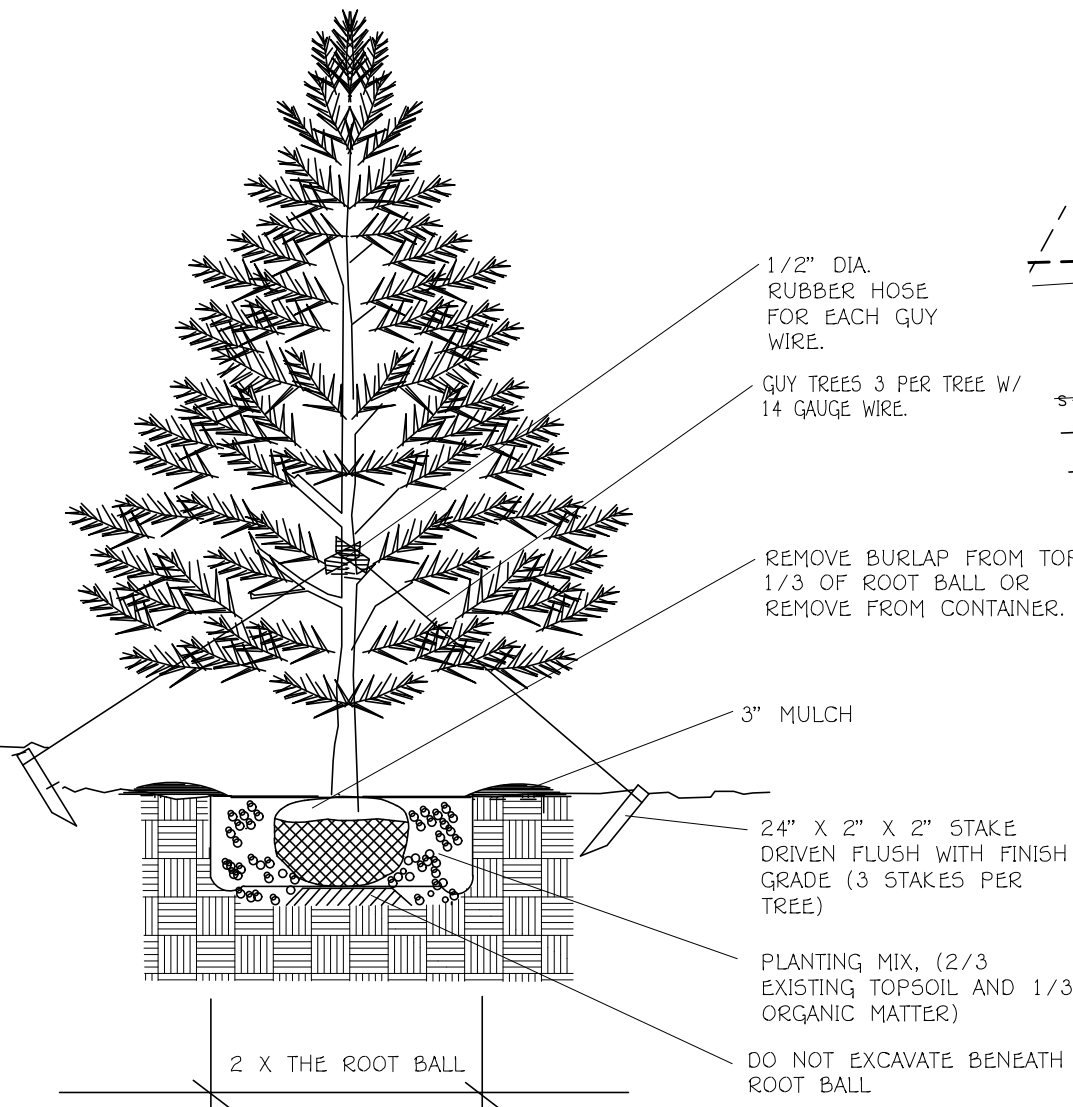 1/2" DIA.
RUBBER HOSE
FOR EACH GUY
WIRE.
GUY TREES 3 PER TREE W/
14 GAUGE WIRE.
REMOVE BURLAP FROM TOP
1/3 OF ROOT BALL OR
REMOVE FROM CONTAINER.
3" MULCH
24" X 2" X 2" STAKE
DRIVEN FLUSH WITH FINISH
GRADE (3 STAKES PER
TREE)
PLANTING MIX, (2/3
EXISTING TOPSOIL AND 1/3
ORGANIC MATTER)
DO NOT EXCAVATE BENEATH
ROOT BALL
2 X THE ROOT BALL